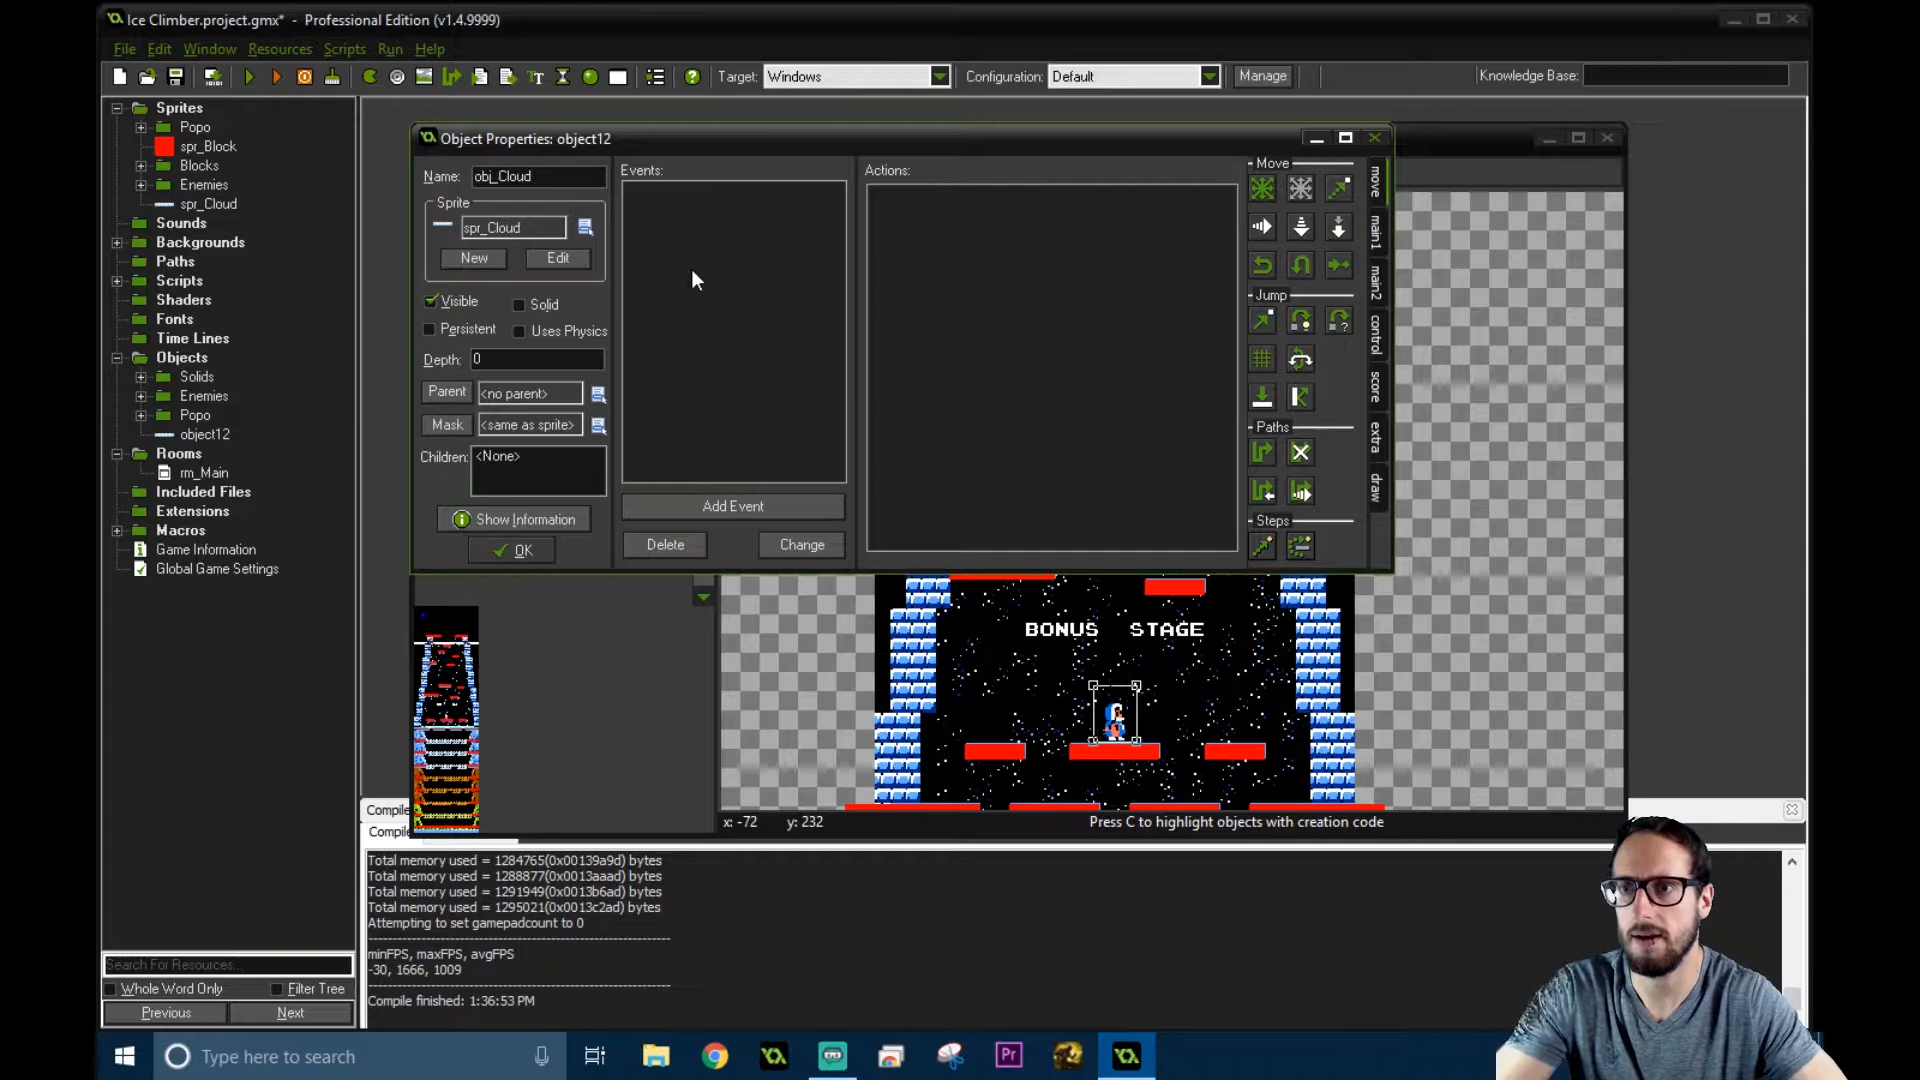 Ice Climber.project.gmx* - Professional Edition (v1.4.9999)
File Edit Window Resources Scripts Run Help
Target: Windows Configuration: Default Manage Knowledge Base:
Sprites
Popo
spr_Block
Blocks
Enemies
spr_Cloud
Sounds
Backgrounds
Paths
Scripts
Shaders
Fonts
Time Lines
Objects
Solids
Enemies
Popo
object12
Rooms
rm_Main
Included Files
Extensions
Macros
Game Information
Global Game Settings
Search For Resources...
Whole Word Only Filter Tree
Previous Next
Object Properties: object12
Name: obj_Cloud
Sprite
spr_Cloud
New Edit
Visible Solid
Persistent Uses Physics
Depth: 0
Parent <no parent>
Mask <same as sprite>
Children: <None>
Show Information
OK
Events:
Add Event
Delete Change
Actions:
Move
Jump
Paths
Steps
move
main1
main2
control
score
extra
draw
BONUS STAGE
x: -72 y: 232 Press C to highlight objects with creation code
Compile
Compile
Total memory used = 1284765(0x00139a9d) bytes
Total memory used = 1288877(0x0013aaad) bytes
Total memory used = 1291949(0x0013b6ad) bytes
Total memory used = 1295021(0x0013c2ad) bytes
Attempting to set gamepadcount to 0
minFPS, maxFPS, avgFPS
-30, 1666, 1009
Compile finished: 1:36:53 PM
Type here to search
Pr